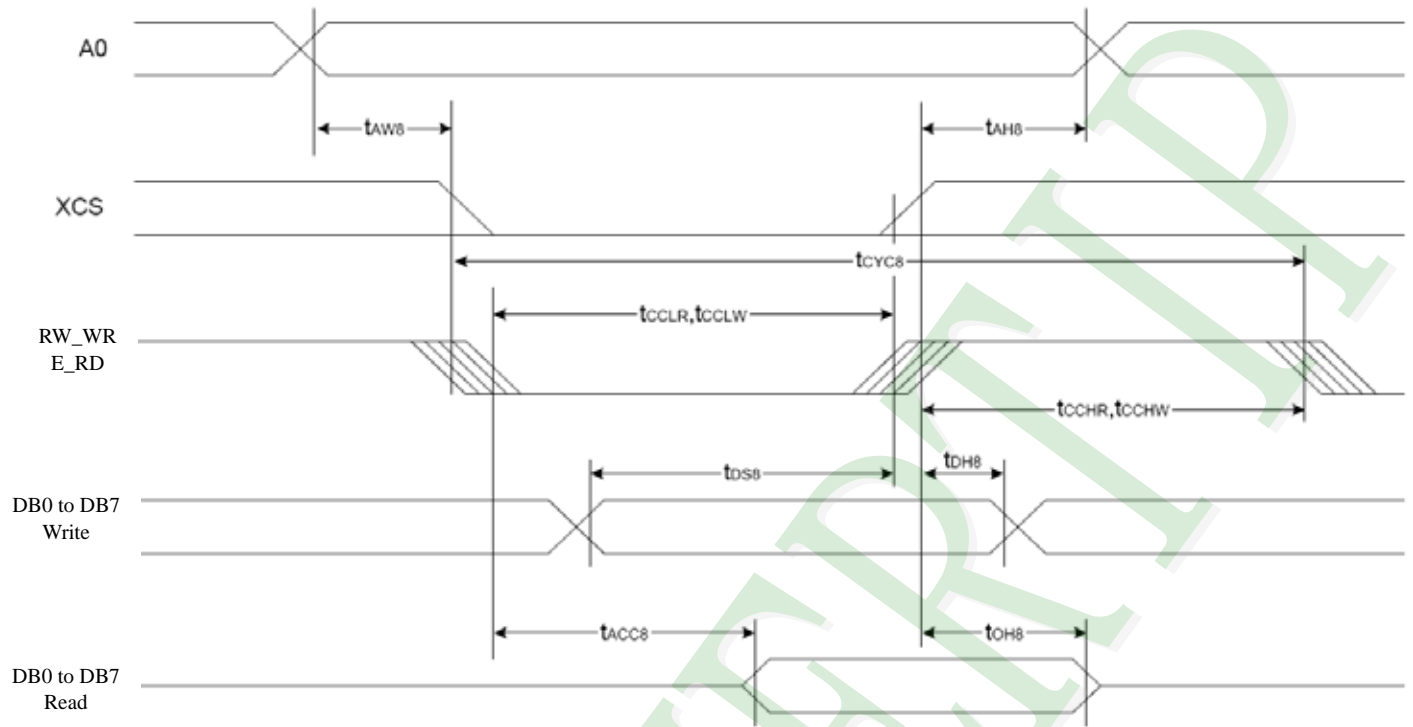 A0
tAW8
tAH8
XCS
tCYC8
tCCLR,tCCLW
RW_WR
E_RD
tCCHR,tCCHW
tDS8
tDH8
DB0 to DB7
Write
tACC8
tOH8
DB0 to DB7
Read